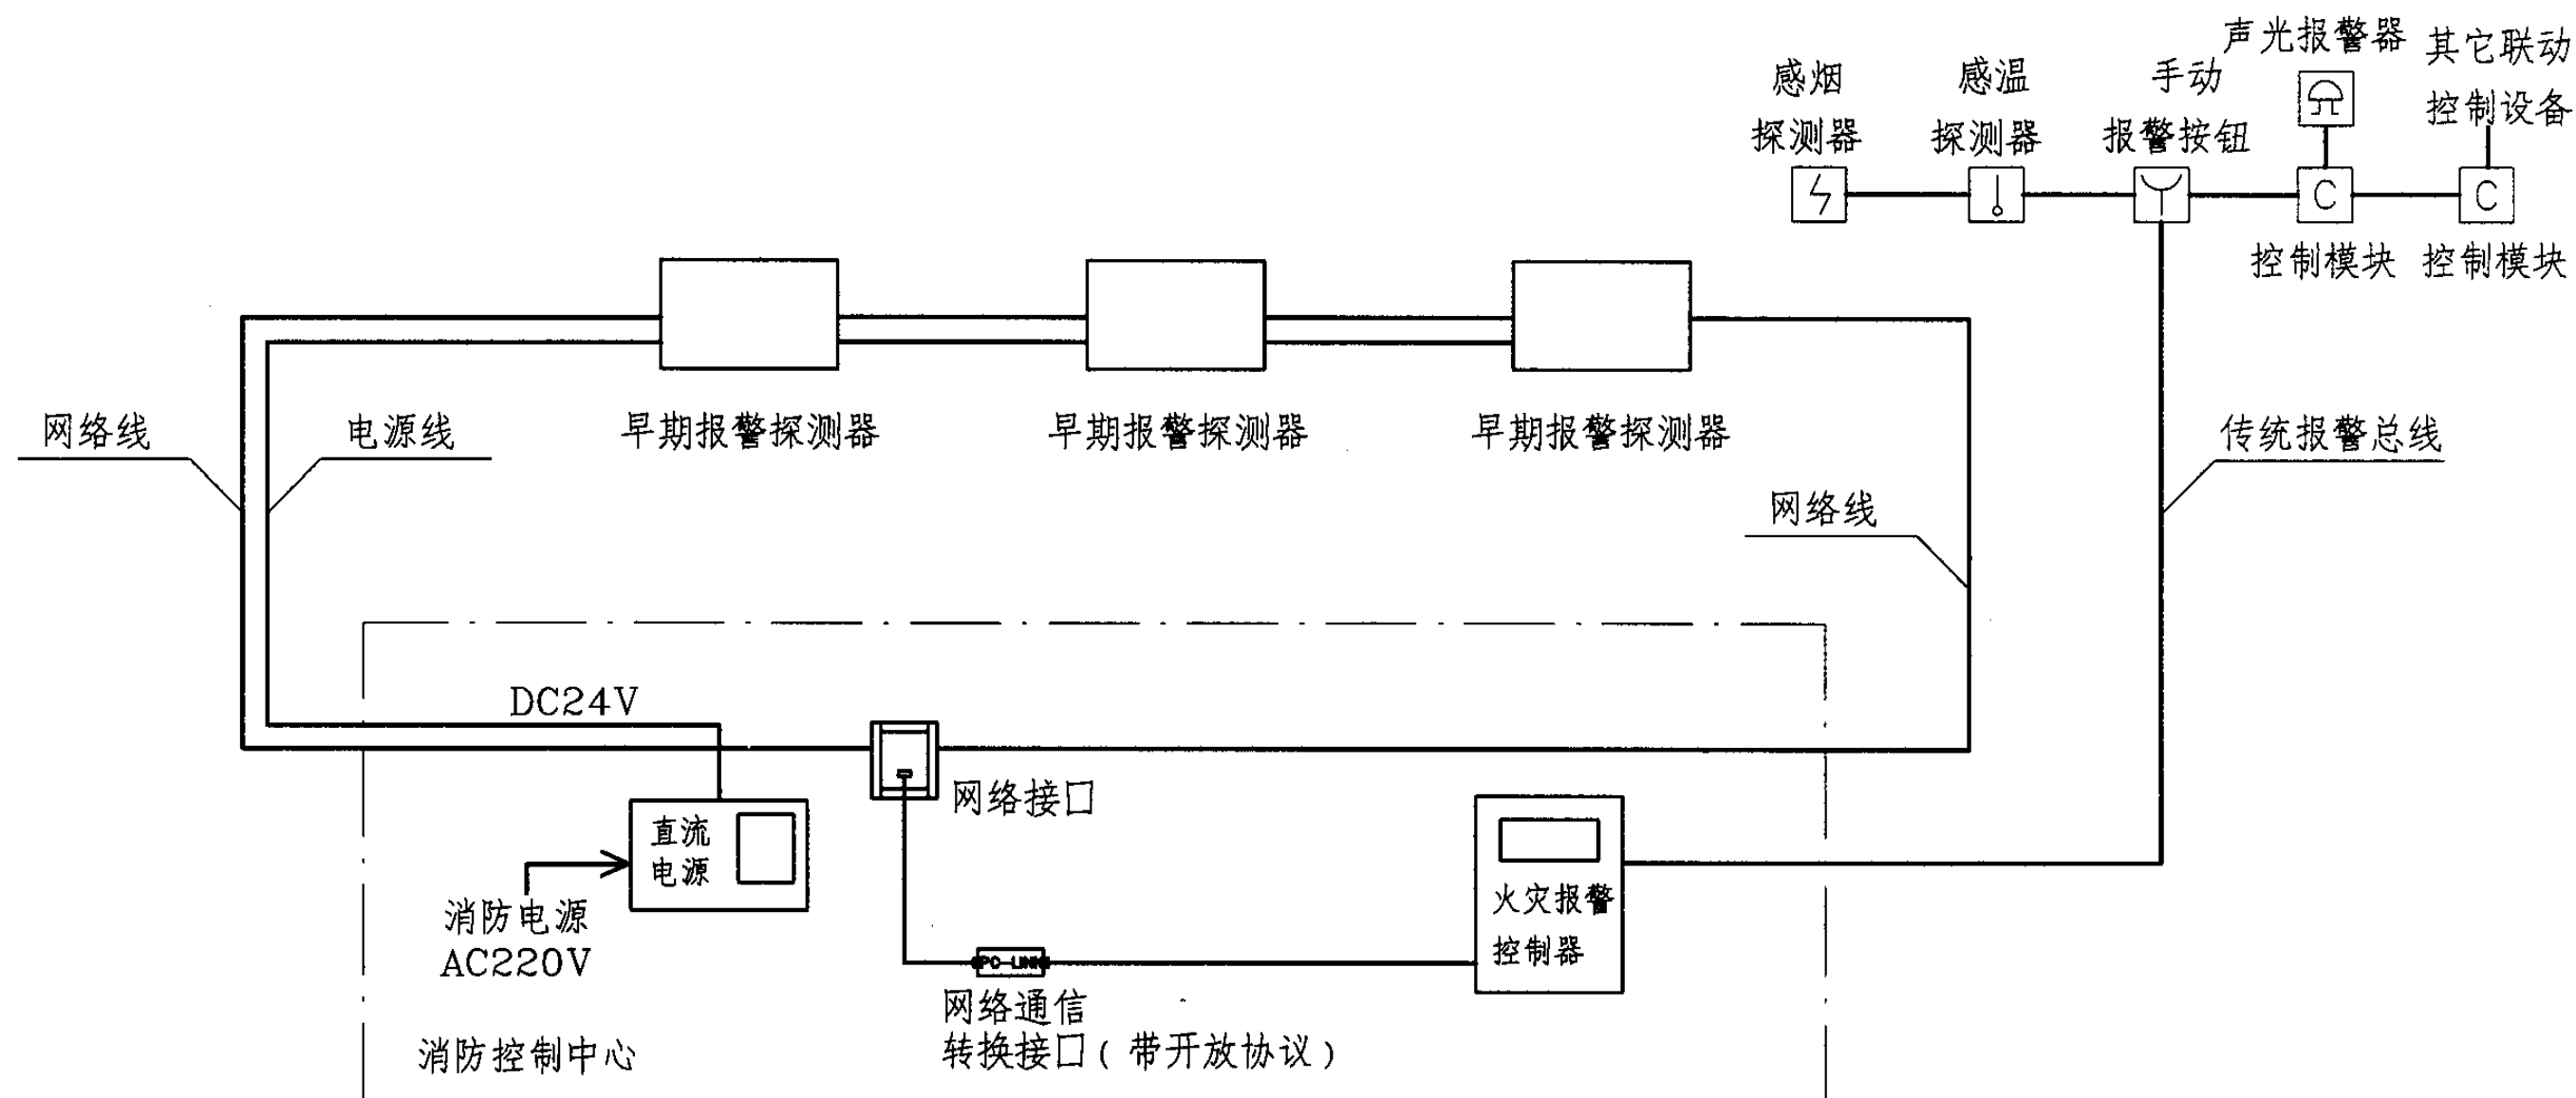 声光报警器
其它联动
控制设备
感烟
探测器
感温
探测器
手动
报警按钮
C
C
控制模块
控制模块
早期报警探测器
早期报警探测器
早期报警探测器
网络线
电源线
传统报警总线
网络线
DC24V
网络接口
直流
电源
火灾报警
控制器
消防电源
AC220V
PC-LINK
网络通信
转换接口(带开放协议)
消防控制中心